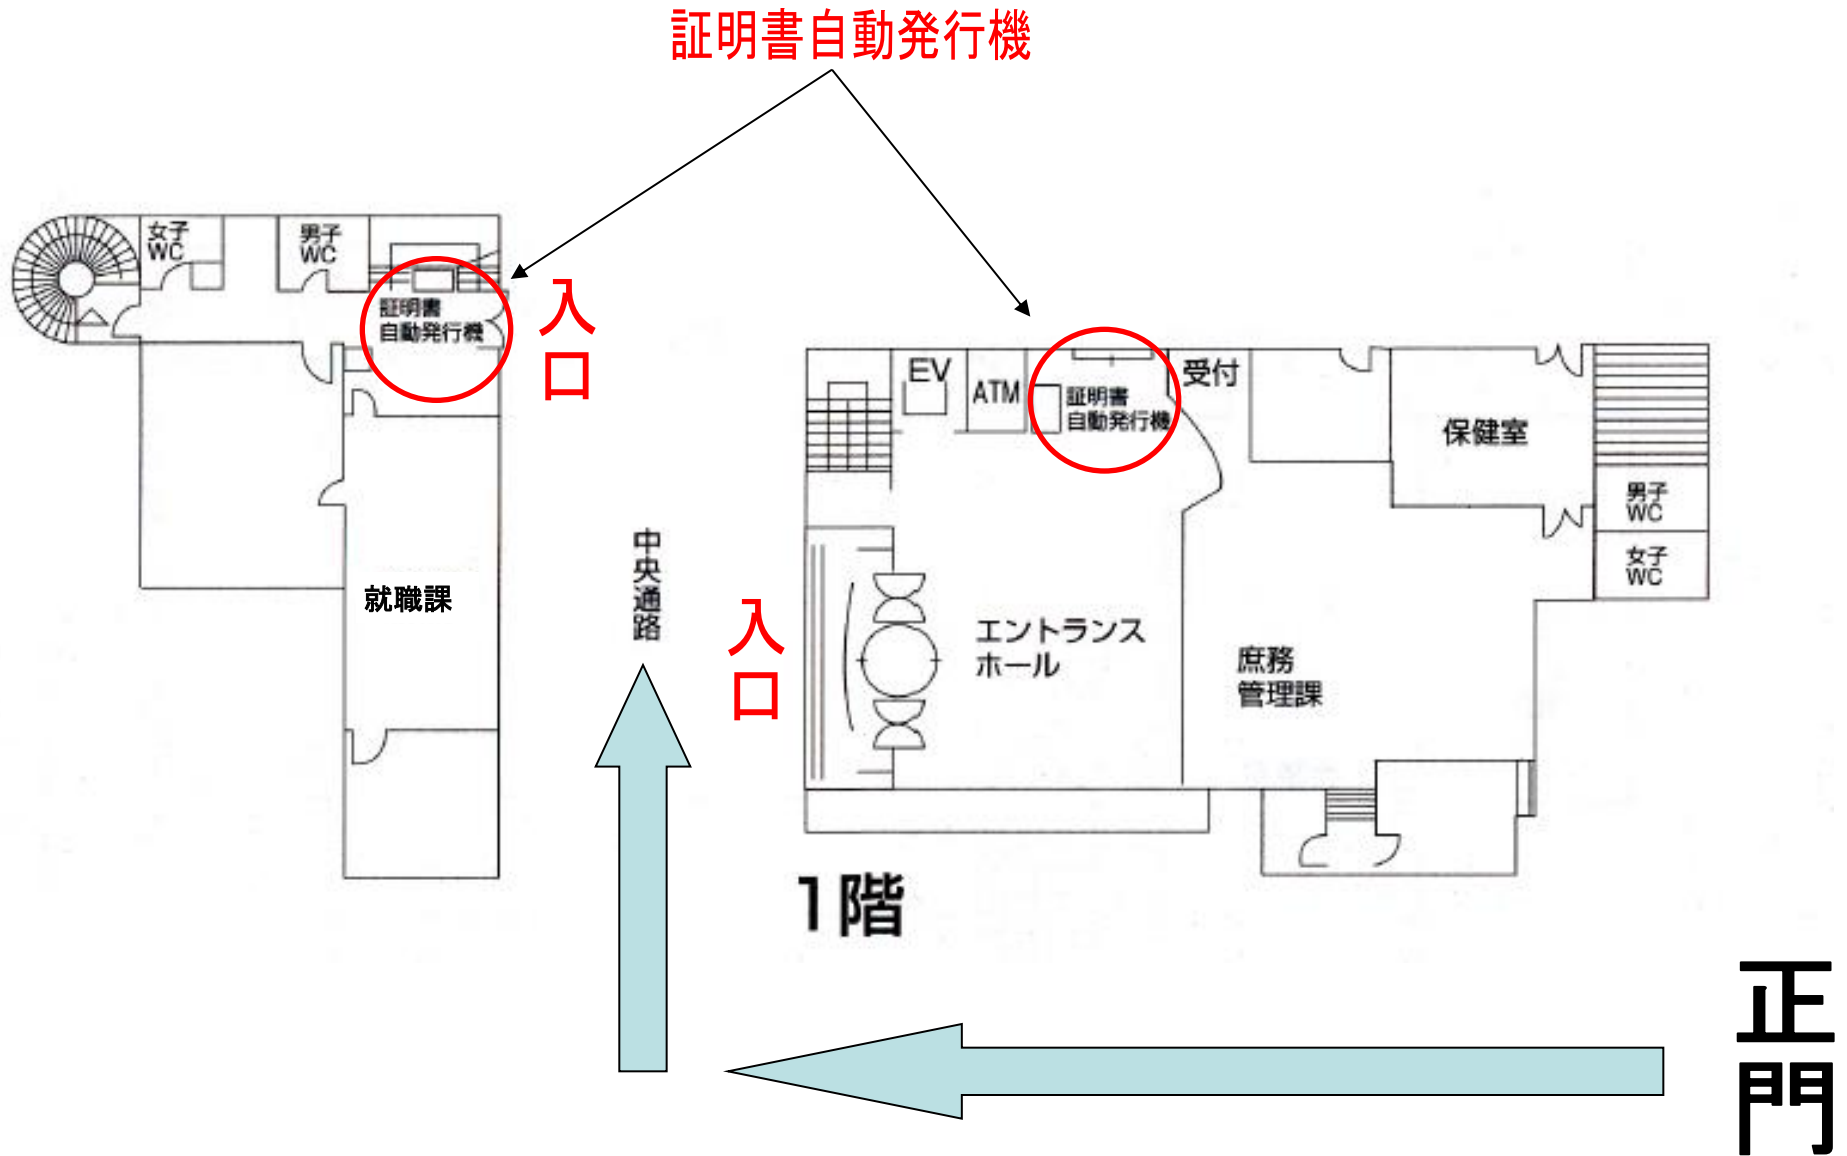 証明書自動発行機
女子
WC
男子
WC
証明書
自動発行機
入口
EV
ATM
証明書
自動発行機
受付
保健室
男子
WC
女子
WC
就職課
中央通路
入口
エントランス
ホール
庶務
管理課
1階
正門